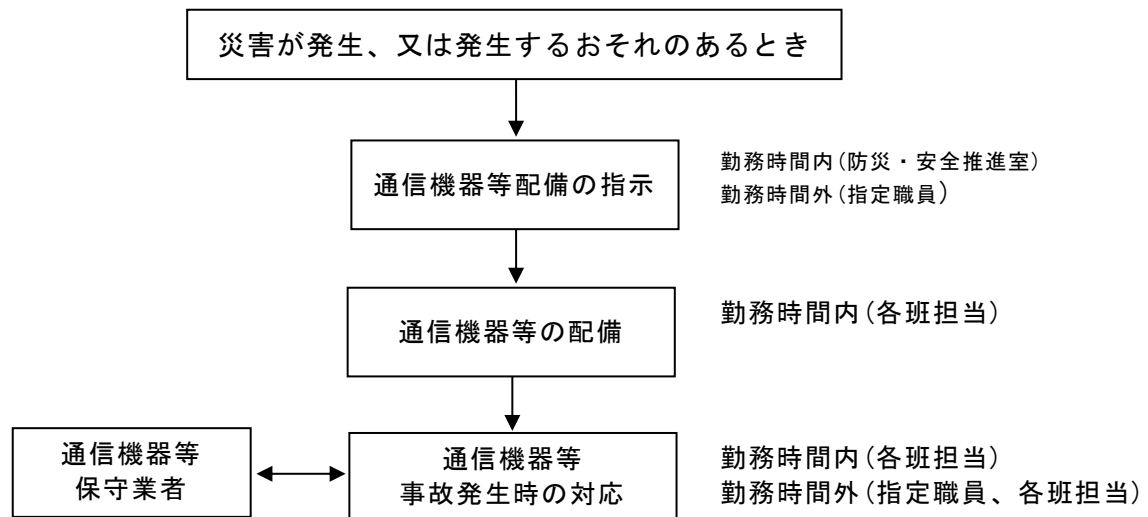 災害が発生、又は発生するおそれのあるとき
通信機器等配備の指示
勤務時間内(防災・安全推進室)
勤務時間外(指定職員)
通信機器等の配備
勤務時間内(各班担当)
通信機器等
保守業者
通信機器等
事故発生時の対応
勤務時間内(各班担当)
勤務時間外(指定職員、各班担当)